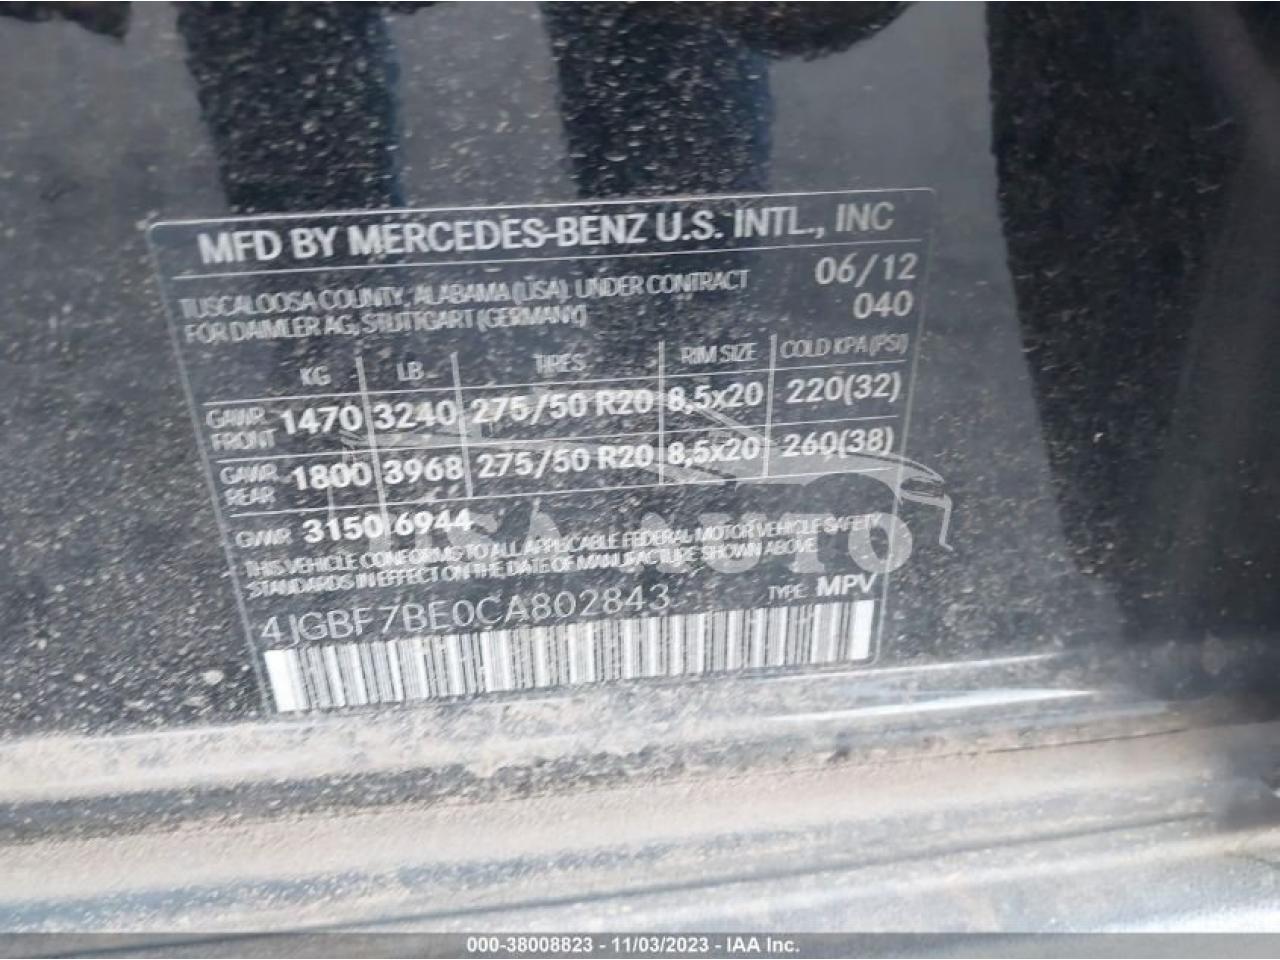 MFD BY MERCEDES-BENZ U.S. INTL., INC
TUSCALOOSA COUNTY, ALABAMA (USA) UNDER CONTRACT
FOR DAIMLER AG, STUTTGART (GERMANY)
06/12
040
KG LB TIRES RIM SIZE COLD KPA (PSI)
GAWR FRONT 1470 3240 275/50 R20 8,5x20 220(32)
GAWR REAR 1800 3968 275/50 R20 8,5x20 260(38)
GVWR 3150 6944
THIS VEHICLE CONFORMS TO ALL APPLICABLE FEDERAL MOTOR VEHICLE SAFETY
STANDARDS IN EFFECT ON THE DATE OF MANUFACTURE SHOWN ABOVE
4JGBF7BE0CA802843 TYPE: MPV
USA AUTO
000-38008823 - 11/03/2023 - IAA Inc.